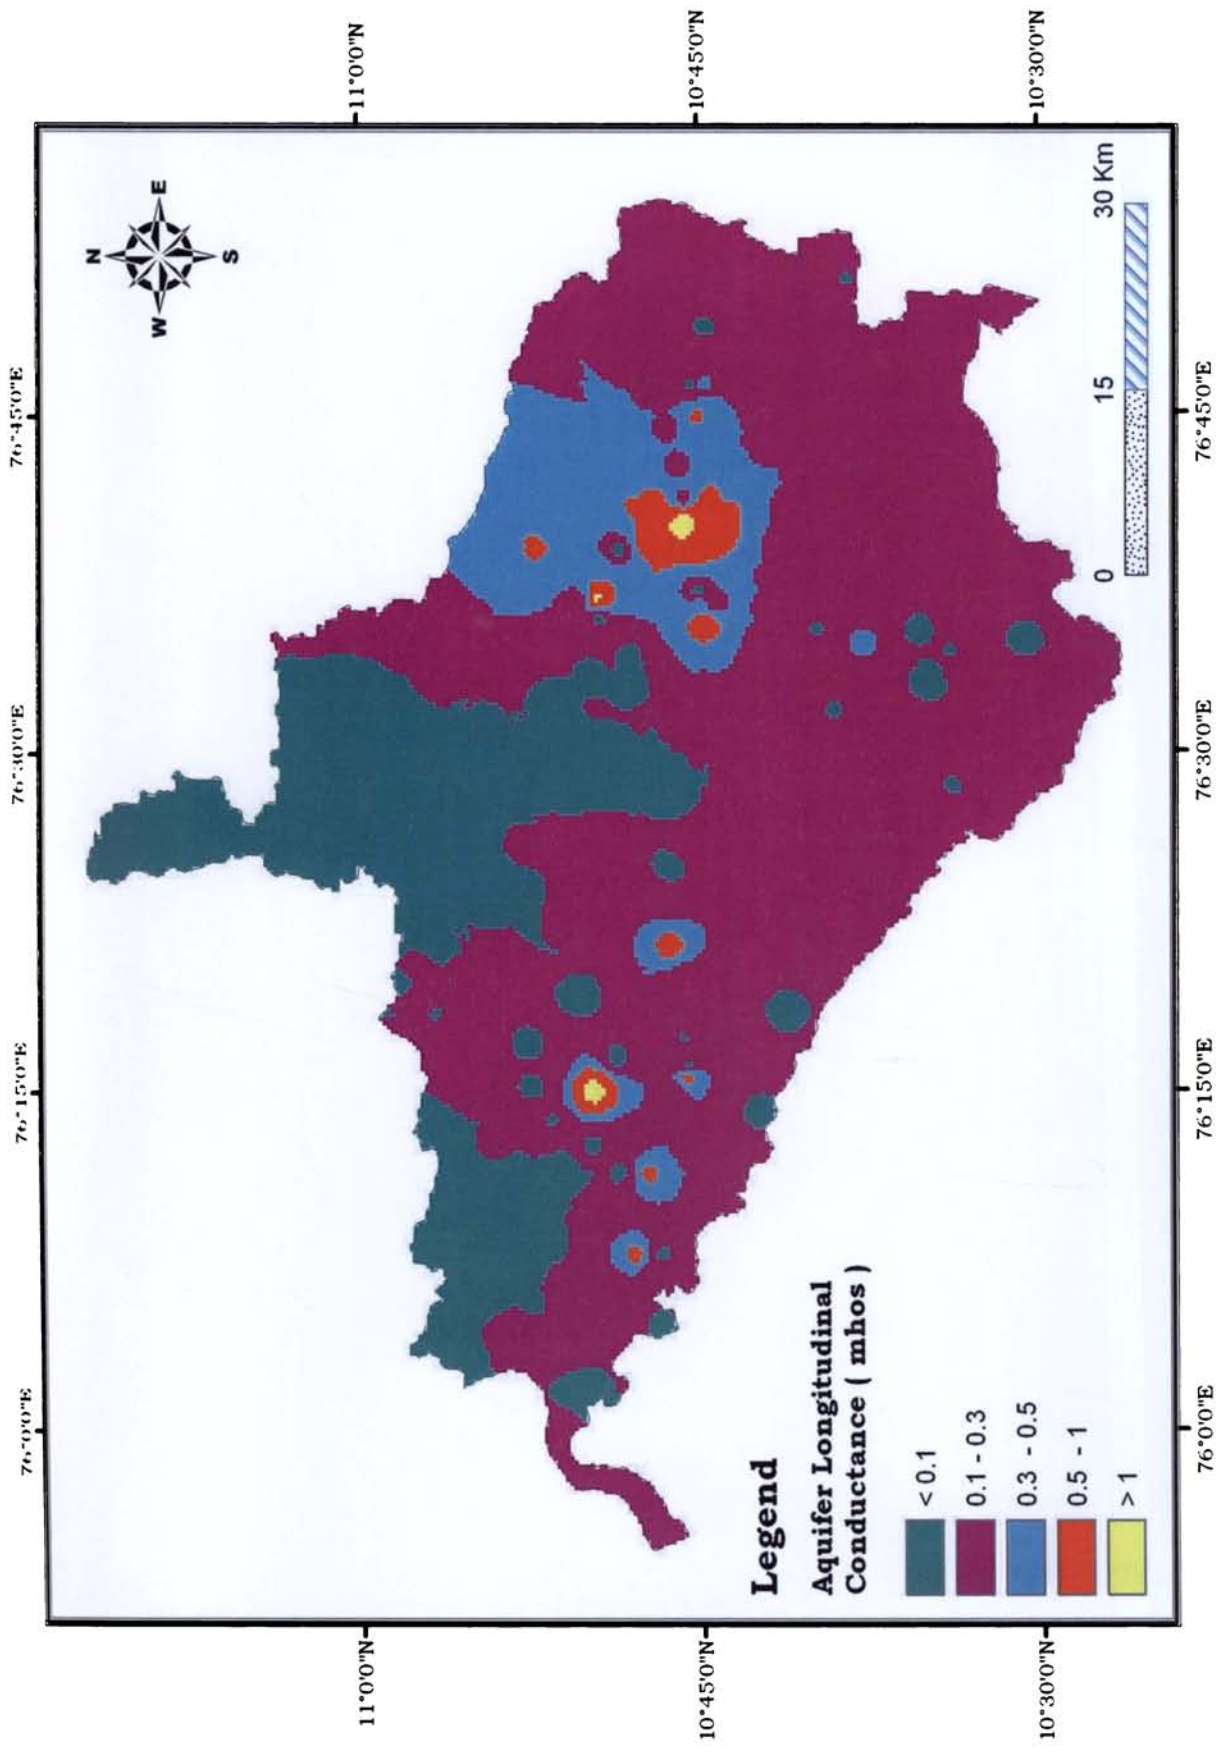 76°0'0"E
76°15'0"E
76°30'0"E
76°45'0"E
N
W
E
S
11°0'0"N
11°0'0"N
10°45'0"N
10°45'0"N
10°30'0"N
10°30'0"N
Legend
Aquifer Longitudinal
Conductance ( mhos )
< 0.1
0.1 - 0.3
0.3 - 0.5
0.5 - 1
> 1
0 15 30 Km
76°0'0"E
76°15'0"E
76°30'0"E
76°45'0"E